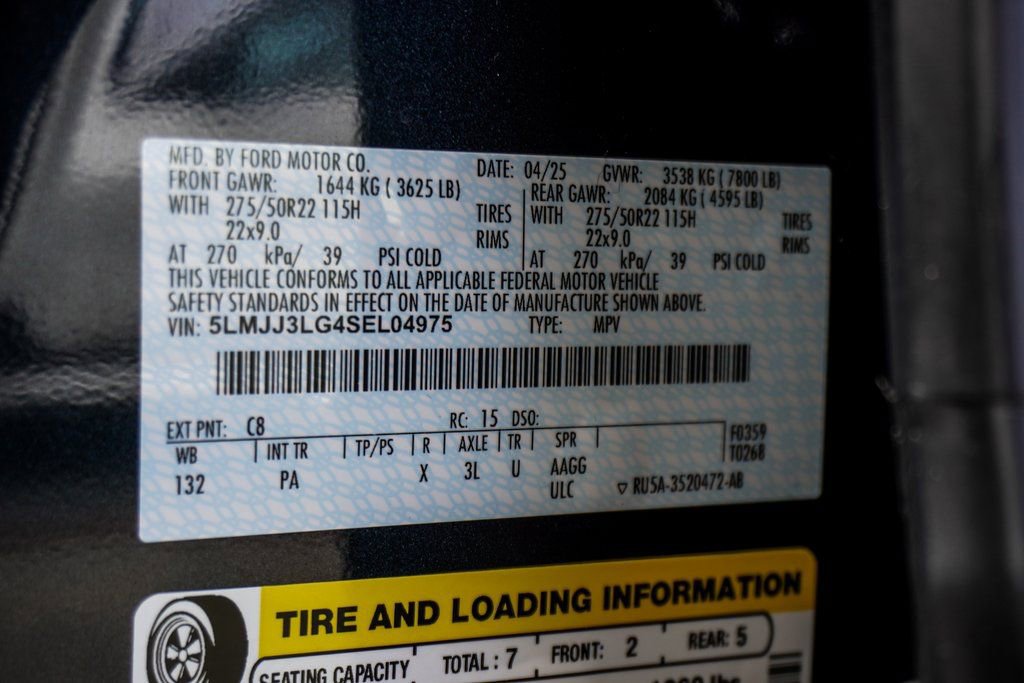 MFD. BY FORD MOTOR CO. DATE: 04/25 GVWR: 3538 KG ( 7800 LB)
FRONT GAWR: 1644 KG ( 3625 LB) REAR GAWR: 2084 KG ( 4595 LB)
WITH 275/50R22 115H TIRES WITH 275/50R22 115H TIRES
22x9.0 RIMS 22x9.0 RIMS
AT 270 kPa/ 39 PSI COLD AT 270 kPa/ 39 PSI COLD
THIS VEHICLE CONFORMS TO ALL APPLICABLE FEDERAL MOTOR VEHICLE
SAFETY STANDARDS IN EFFECT ON THE DATE OF MANUFACTURE SHOWN ABOVE.
VIN: 5LMJJ3LG4SEL04975 TYPE: MPV
EXT PNT: C8 RC: 15 DSO:
WB INT TR TP/PS R AXLE TR SPR F0359
T0268
132 PA X 3L U AAGG
ULC RU5A-3520472-AB
TIRE AND LOADING INFORMATION
SEATING CAPACITY TOTAL : 7 FRONT: 2 REAR: 5